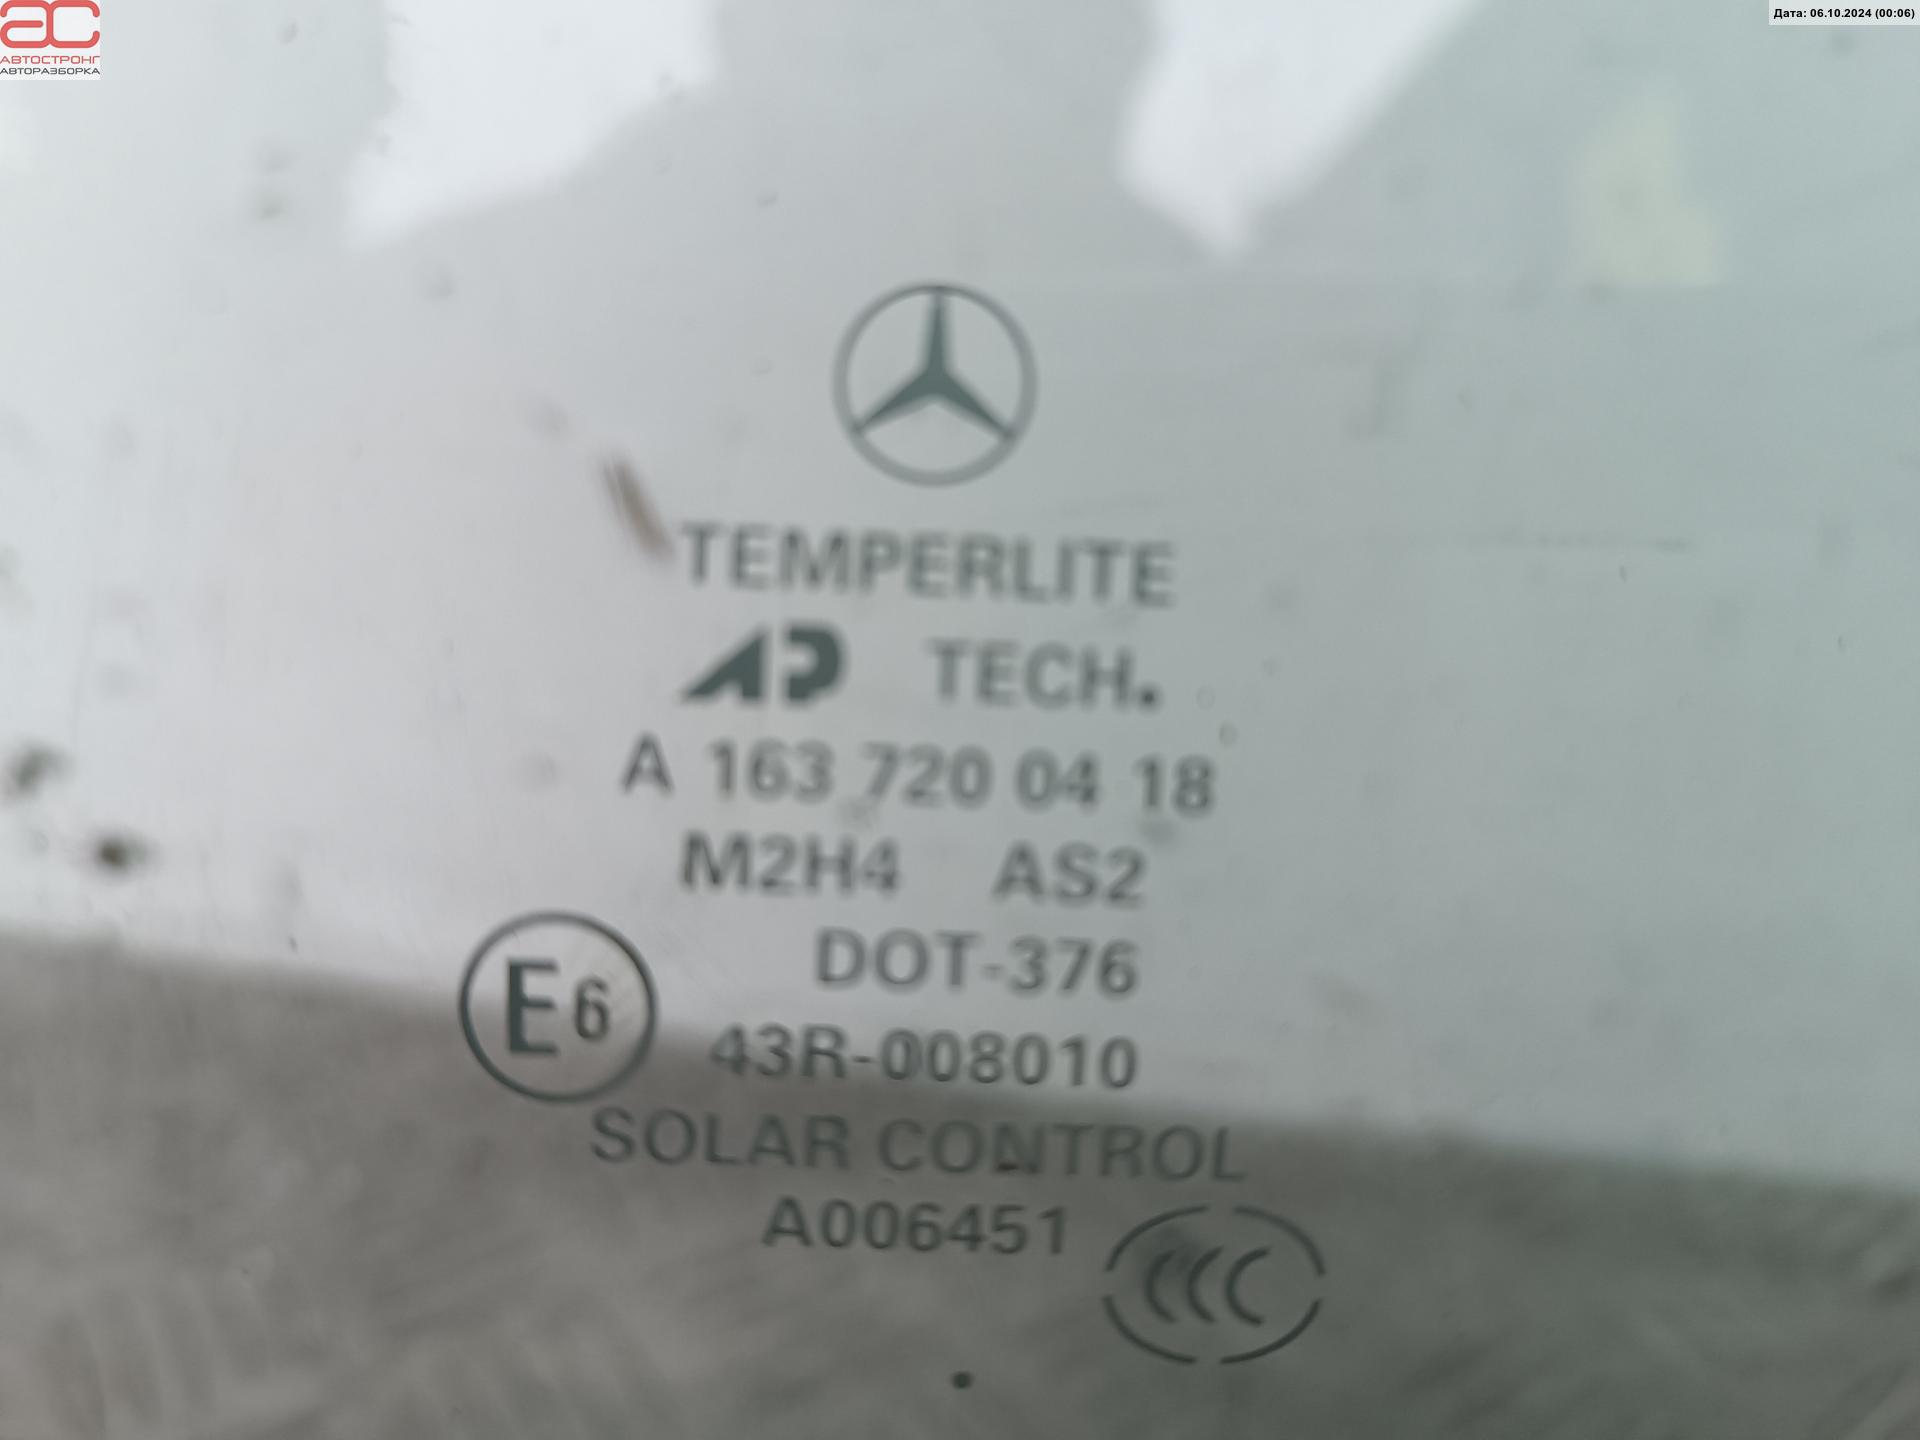 АВТОСТРОНГ
АВТОРАЗБОРКА
Дата: 06.10.2024 (00:06)
TEMPERLITE
AP TECH.
A 163 720 04 18
M2H4 AS2
DOT-376
E6
43R-008010
SOLAR CONTROL
A006451
CCC